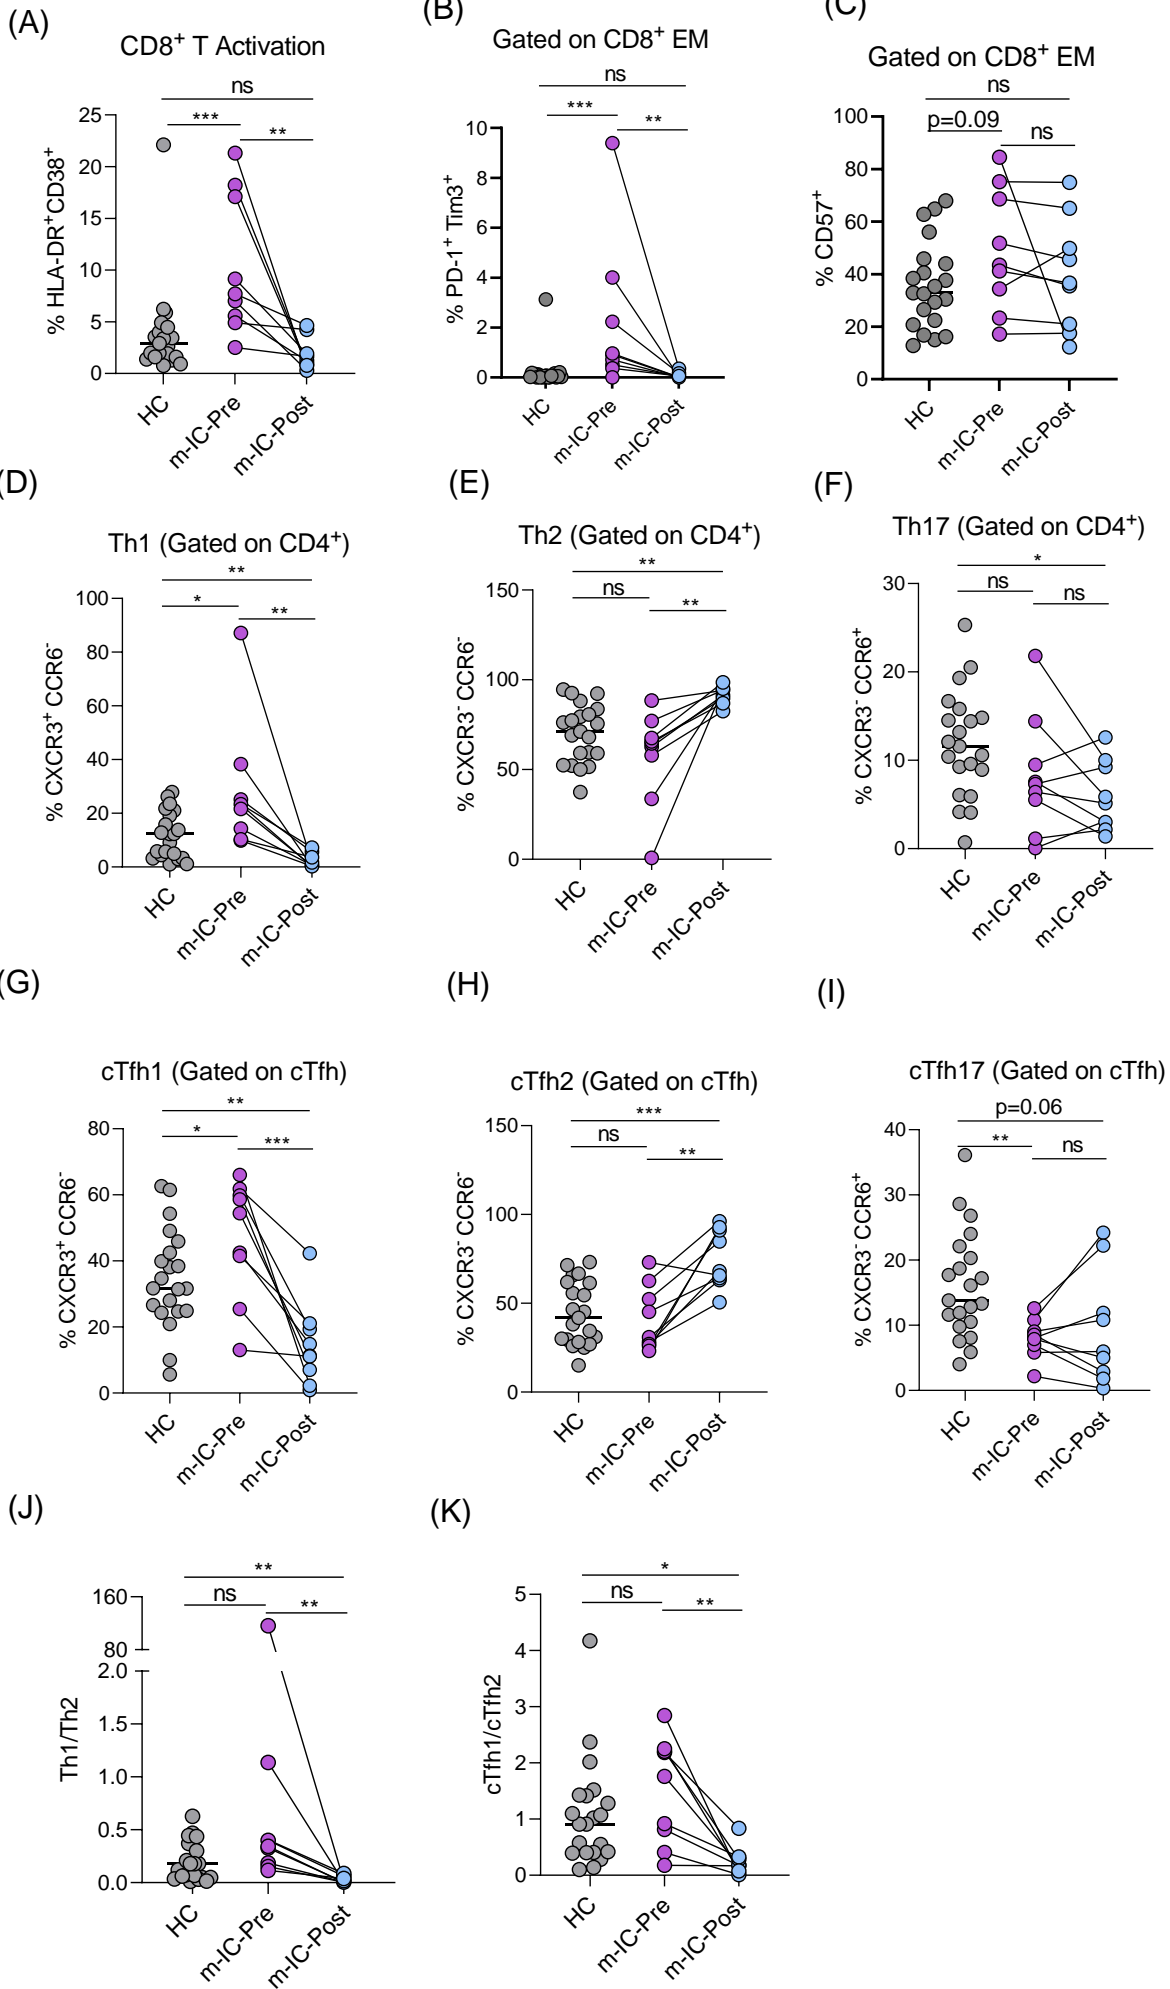 (A)
CD8+ T Activation
ns
***
**
25
20
15
10
5
0
% HLA-DR+CD38+
HC
m-IC-Pre
m-IC-Post
(B)
Gated on CD8+ EM
ns
***
**
10
8
6
4
2
0
% PD-1+ Tim3+
HC
m-IC-Pre
m-IC-Post
(C)
Gated on CD8+ EM
ns
p=0.09
ns
100
80
60
40
20
0
% CD57+
HC
m-IC-Pre
m-IC-Post
(D)
Th1 (Gated on CD4+)
**
*
**
100
80
60
40
20
0
% CXCR3+ CCR6-
HC
m-IC-Pre
m-IC-Post
(E)
Th2 (Gated on CD4+)
**
ns
**
150
100
50
0
% CXCR3- CCR6-
HC
m-IC-Pre
m-IC-Post
(F)
Th17 (Gated on CD4+)
*
ns
ns
30
20
10
0
% CXCR3- CCR6+
HC
m-IC-Pre
m-IC-Post
(G)
cTfh1 (Gated on cTfh)
**
*
***
80
60
40
20
0
% CXCR3+ CCR6-
HC
m-IC-Pre
m-IC-Post
(H)
cTfh2 (Gated on cTfh)
***
ns
**
150
100
50
0
% CXCR3- CCR6-
HC
m-IC-Pre
m-IC-Post
(I)
cTfh17 (Gated on cTfh)
p=0.06
**
ns
40
30
20
10
0
% CXCR3- CCR6+
HC
m-IC-Pre
m-IC-Post
(J)
**
ns
**
160
80
2.0
1.5
1.0
0.5
0.0
Th1/Th2
HC
m-IC-Pre
m-IC-Post
(K)
*
ns
**
5
4
3
2
1
0
cTfh1/cTfh2
HC
m-IC-Pre
m-IC-Post